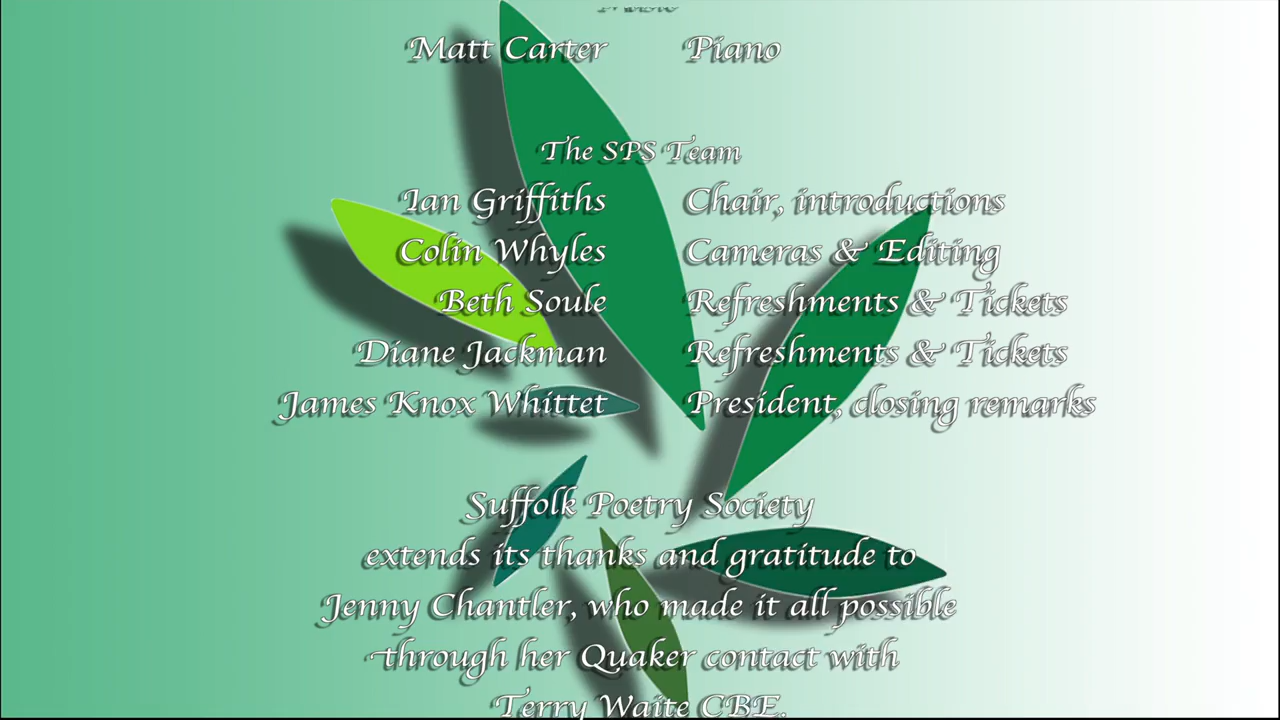 Matt Carter Piano
The SPS Team
Ian Griffiths Chair, introductions
Colin Whyles Cameras & Editing
Beth Soule Refreshments & Tickets
Diane Jackman Refreshments & Tickets
James Knox Whittet President, closing remarks
Suffolk Poetry Society
extends its thanks and gratitude to
Jenny Chantler, who made it all possible
through her Quaker contact with
Terry Waite CBE.